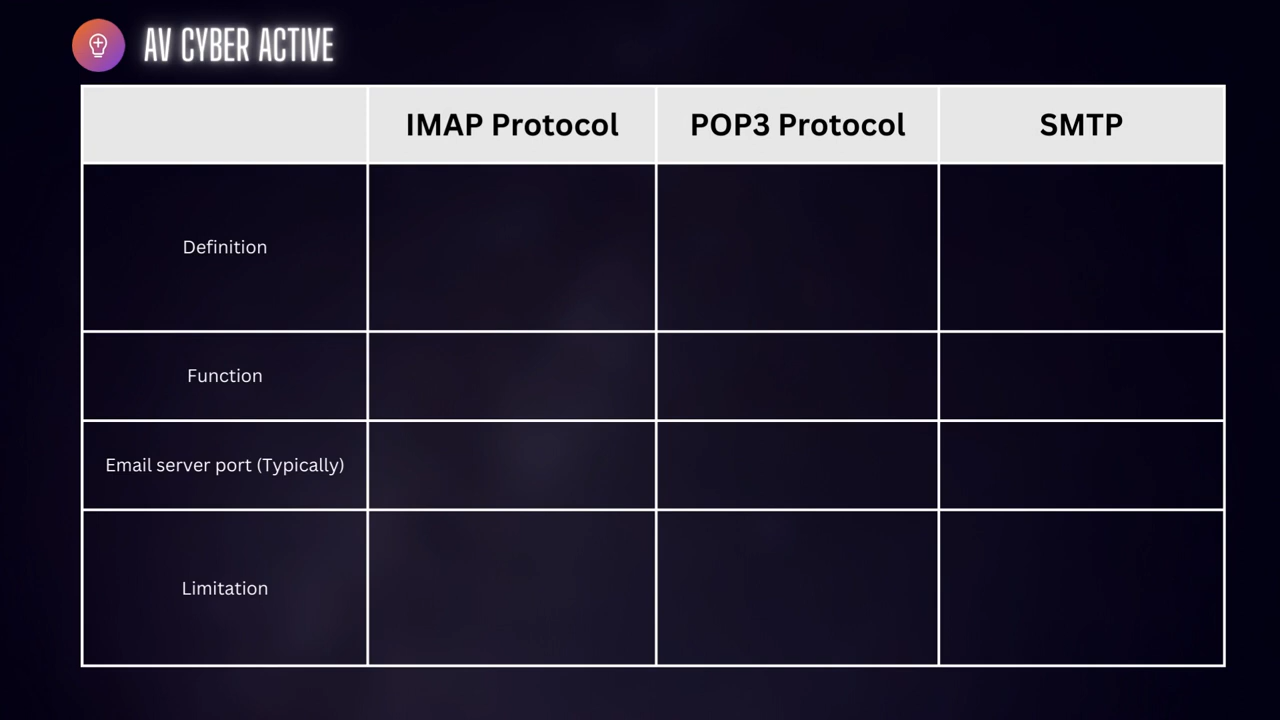 AV CYBER ACTIVE
IMAP Protocol POP3 Protocol SMTP
Definition
Function
Email server port (Typically)
Limitation